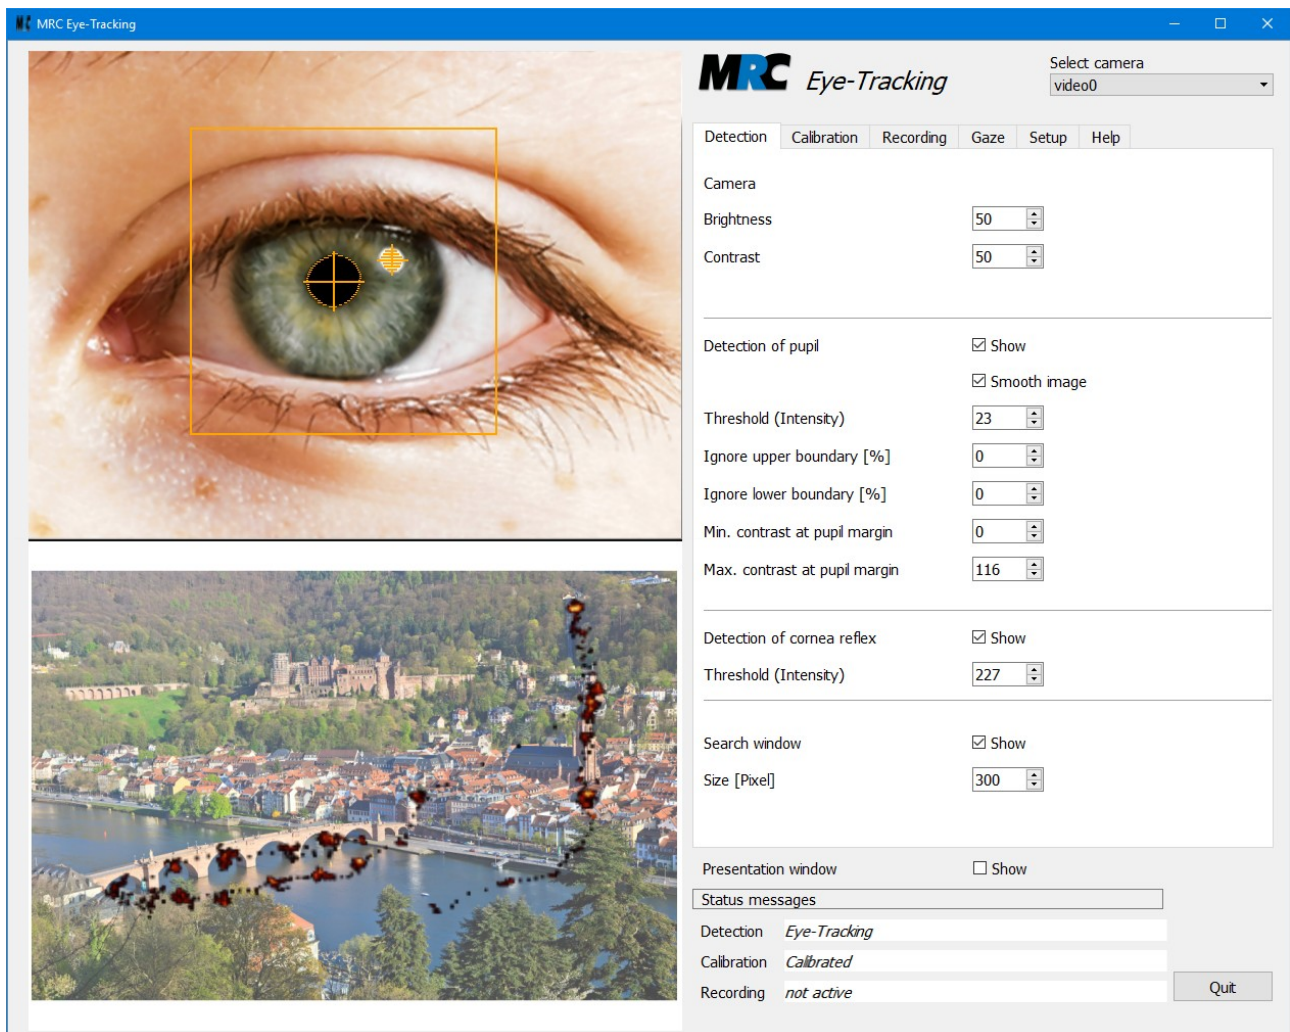 MRC Eye-Tracking
MRC Eye-Tracking
Select camera
video0
Detection Calibration Recording Gaze Setup Help
Camera
Brightness 50
Contrast 50
Detection of pupil Show
Smooth image
Threshold (Intensity) 23
Ignore upper boundary [%] 0
Ignore lower boundary [%] 0
Min. contrast at pupil margin 0
Max. contrast at pupil margin 116
Detection of cornea reflex Show
Threshold (Intensity) 227
Search window Show
Size [Pixel] 300
Presentation window Show
Status messages
Detection Eye-Tracking
Calibration Calibrated
Recording not active
Quit